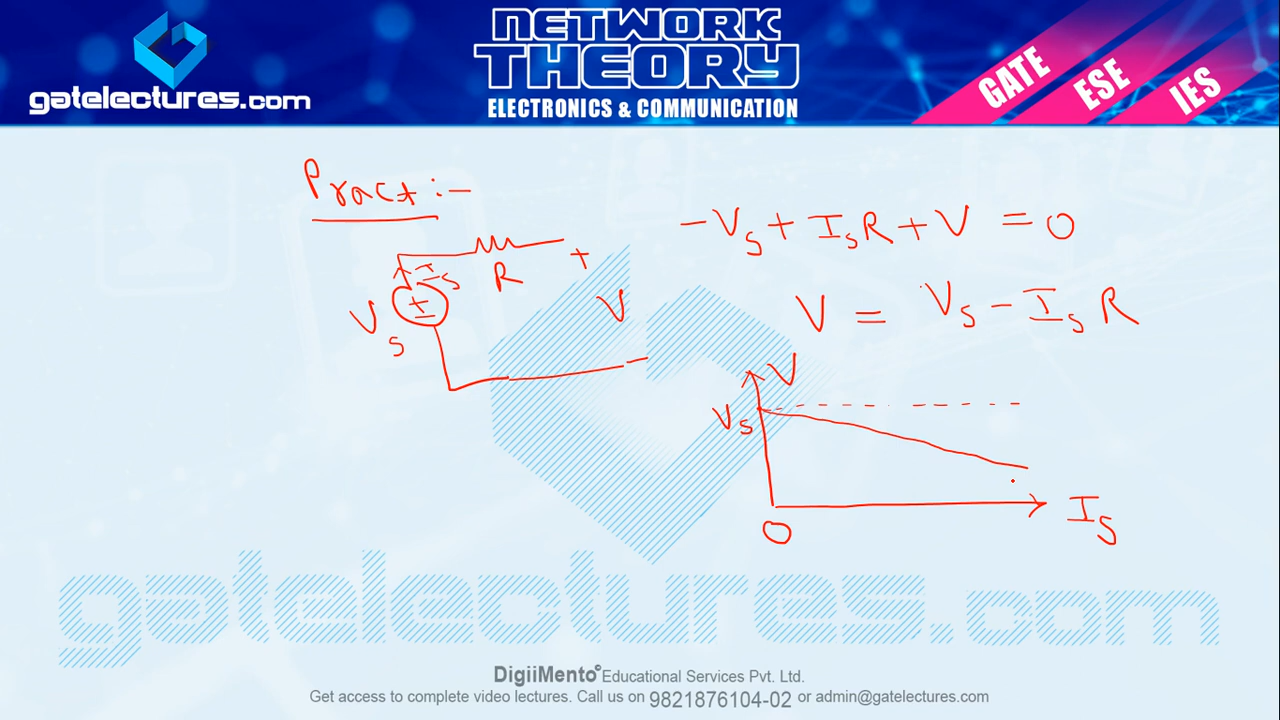 gatelectures.com
NETWORK
THEORY
ELECTRONICS & COMMUNICATION
GATE
ESE
IES
Pract :-
-Vs + IsR + V = 0
Is
R
+
Vs
±
V
-
V = Vs - IsR
V
Vs
O
Is
gatelectures.com
DigiiMento© Educational Services Pvt. Ltd.
Get access to complete video lectures. Call us on 9821876104-02 or admin@gatelectures.com